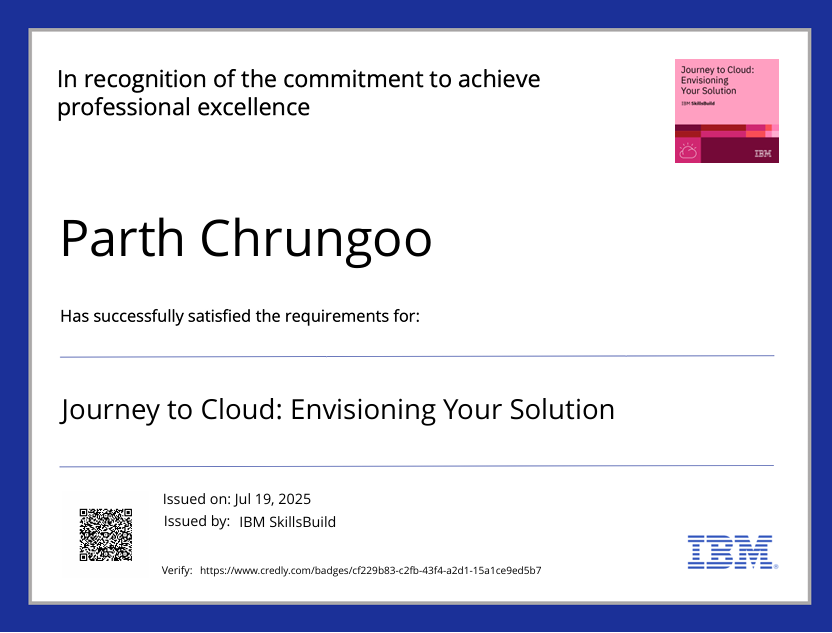 In recognition of the commitment to achieve
professional excellence
Journey to Cloud:
Envisioning
Your Solution
IBM SkillsBuild
IBM
Parth Chrungoo
Has successfully satisfied the requirements for:
Journey to Cloud: Envisioning Your Solution
Issued on: Jul 19, 2025
Issued by: IBM SkillsBuild
Verify: https://www.credly.com/badges/cf229b83-c2fb-43f4-a2d1-15a1ce9ed5b7
IBM®